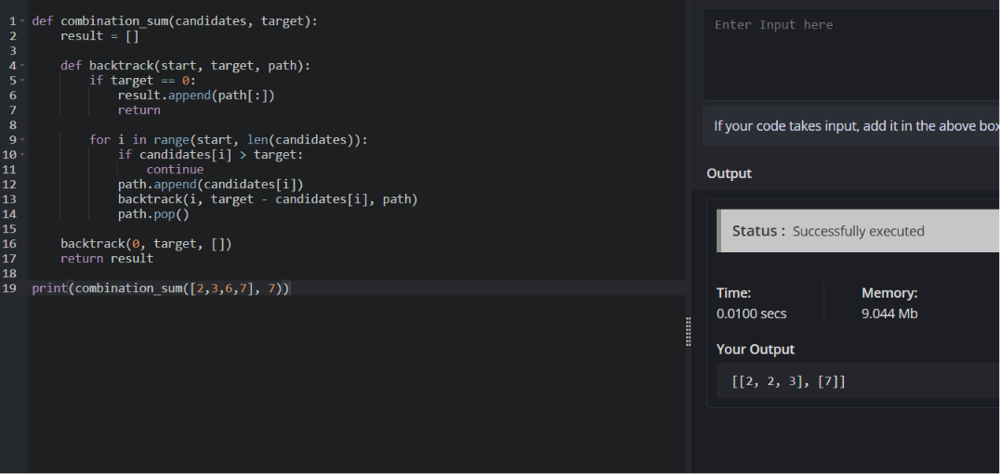 1 def combination_sum(candidates, target):
2     result = []
3
4     def backtrack(start, target, path):
5         if target == 0:
6             result.append(path[:])
7             return
8
9         for i in range(start, len(candidates)):
10             if candidates[i] > target:
11                 continue
12             path.append(candidates[i])
13             backtrack(i, target - candidates[i], path)
14             path.pop()
15
16     backtrack(0, target, [])
17     return result
18
19 print(combination_sum([2,3,6,7], 7))
Enter Input here
If your code takes input, add it in the above box
Output
Status : Successfully executed
Time: Memory:
0.0100 secs 9.044 Mb
Your Output
[[2, 2, 3], [7]]